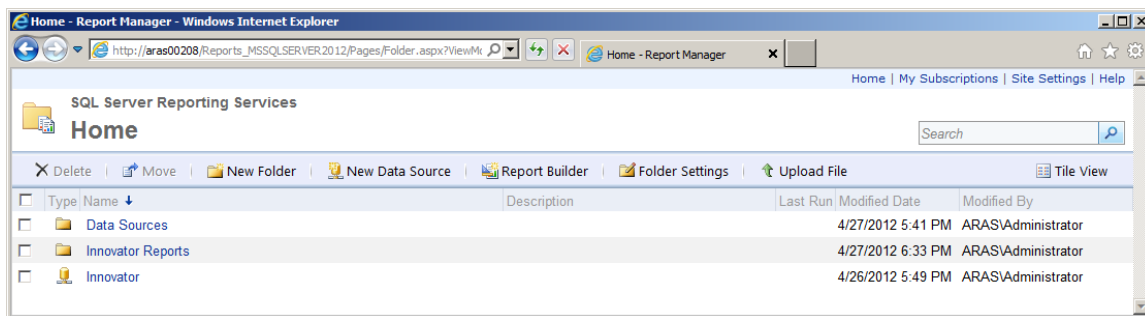 Home - Report Manager - Windows Internet Explorer
http://aras00208/Reports_MSSQLSERVER2012/Pages/Folder.aspx?ViewMo Home - Report Manager
Home | My Subscriptions | Site Settings | Help
SQL Server Reporting Services
Home
Search
Delete Move New Folder New Data Source Report Builder Folder Settings Upload File Tile View
Type Name Description Last Run Modified Date Modified By
Data Sources 4/27/2012 5:41 PM ARAS\Administrator
Innovator Reports 4/27/2012 6:33 PM ARAS\Administrator
Innovator 4/26/2012 5:49 PM ARAS\Administrator